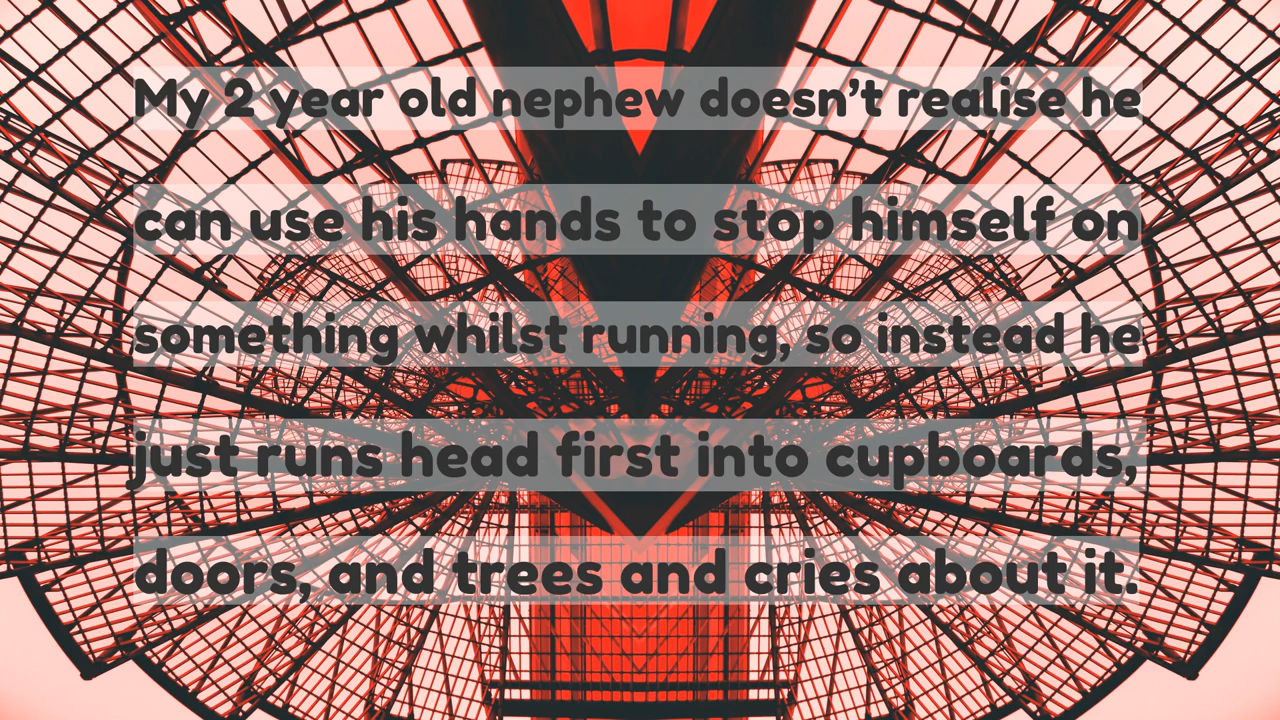 My 2 year old nephew doesn’t realise he
can use his hands to stop himself on
something whilst running, so instead he
just runs head first into cupboards,
doors, and trees and cries about it.